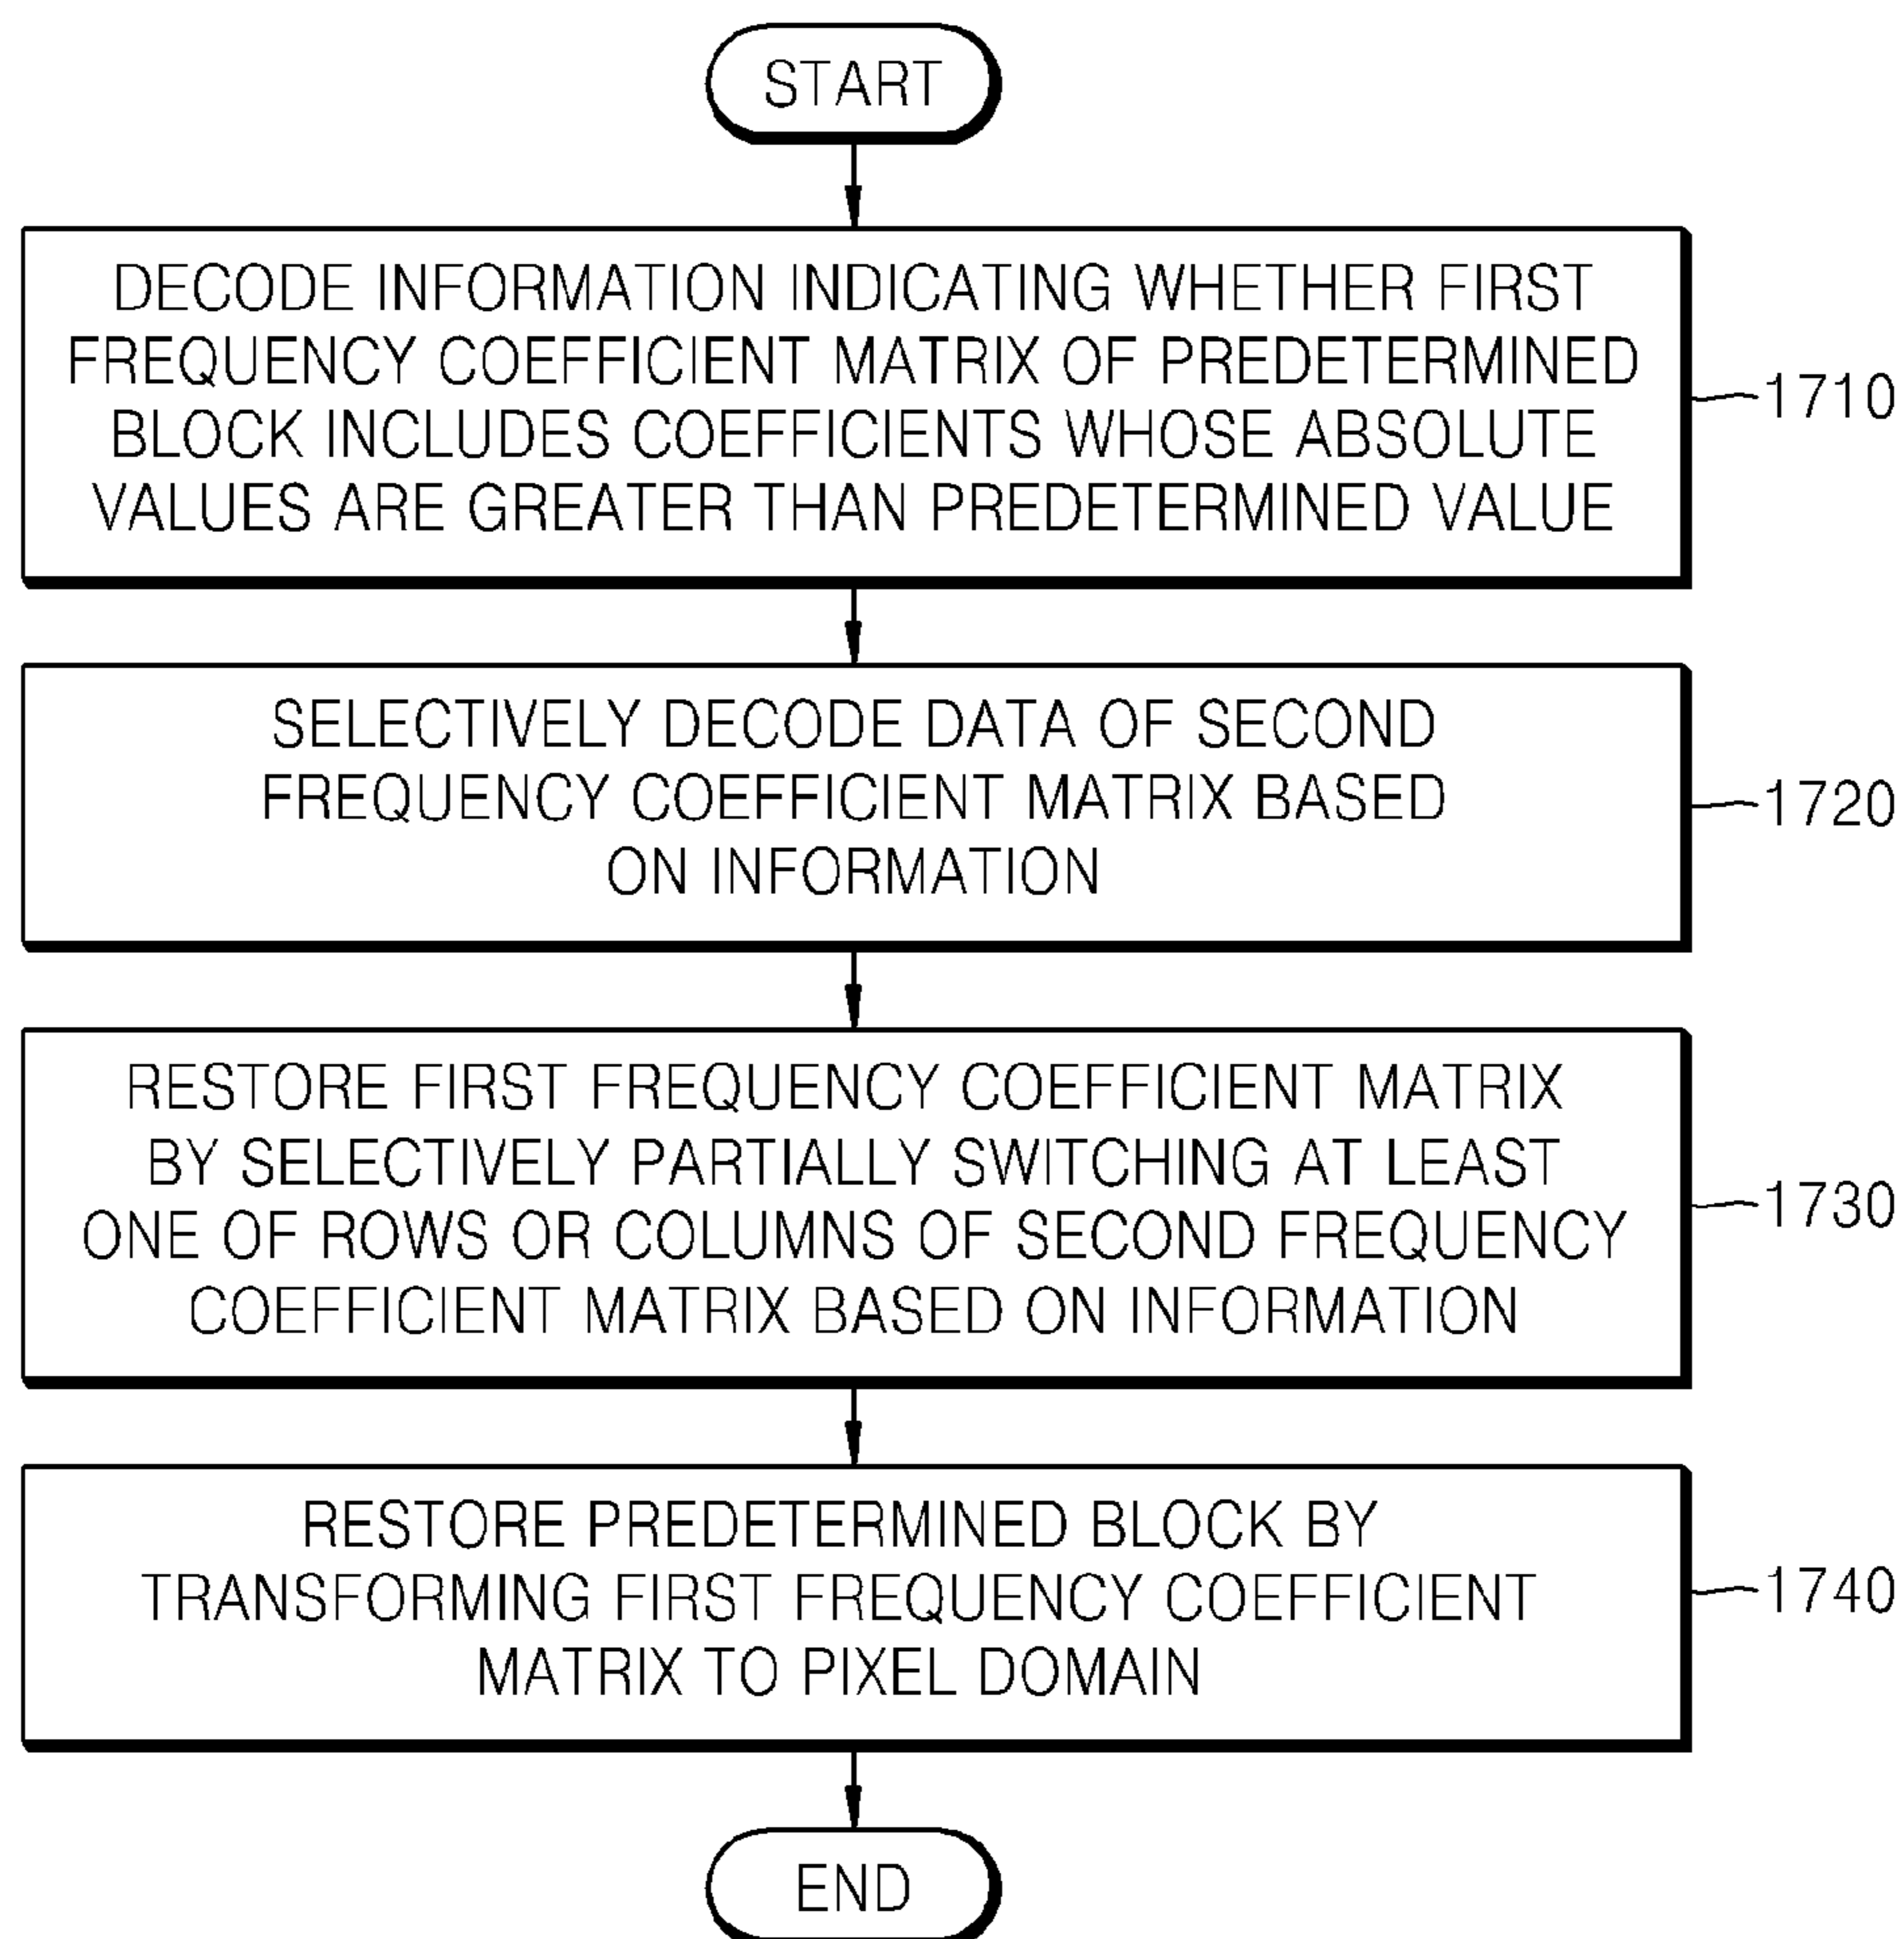 START
DECODE INFORMATION INDICATING WHETHER FIRST
FREQUENCY COEFFICIENT MATRIX OF PREDETERMINED
BLOCK INCLUDES COEFFICIENTS WHOSE ABSOLUTE
VALUES ARE GREATER THAN PREDETERMINED VALUE
1710
SELECTIVELY DECODE DATA OF SECOND
FREQUENCY COEFFICIENT MATRIX BASED
ON INFORMATION
1720
RESTORE FIRST FREQUENCY COEFFICIENT MATRIX
BY SELECTIVELY PARTIALLY SWITCHING AT LEAST
ONE OF ROWS OR COLUMNS OF SECOND FREQUENCY
COEFFICIENT MATRIX BASED ON INFORMATION
1730
RESTORE PREDETERMINED BLOCK BY
TRANSFORMING FIRST FREQUENCY COEFFICIENT
MATRIX TO PIXEL DOMAIN
1740
END